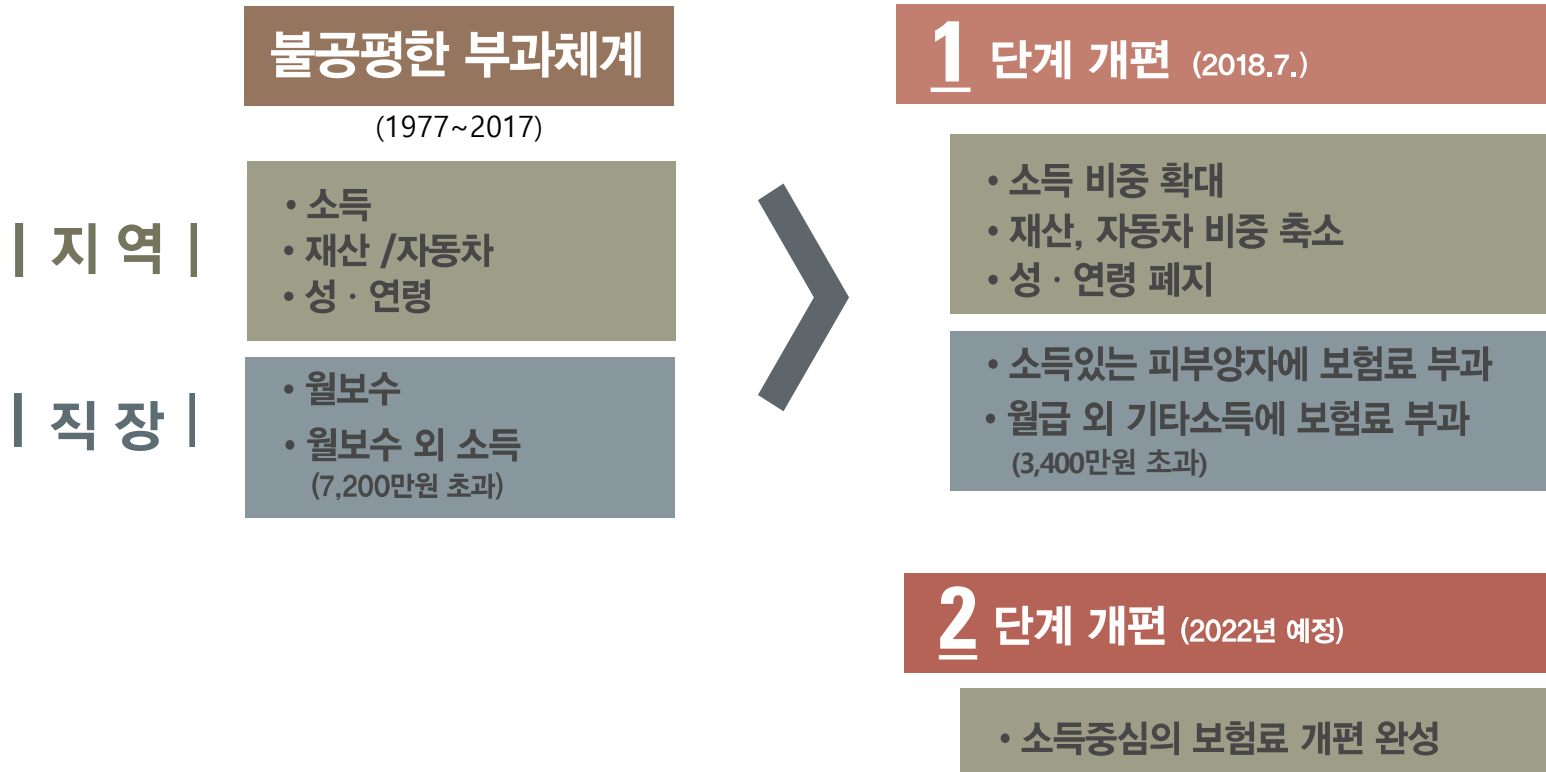 불공평한 부과체계
(1977~2017)
| 지 역 |
• 소득
• 재산 /자동차
• 성 · 연령
| 직 장 |
• 월보수
• 월보수 외 소득
(7,200만원 초과)
1 단계 개편 (2018.7.)
• 소득 비중 확대
• 재산, 자동차 비중 축소
• 성 · 연령 폐지
• 소득있는 피부양자에 보험료 부과
• 월급 외 기타소득에 보험료 부과
(3,400만원 초과)
2 단계 개편 (2022년 예정)
• 소득중심의 보험료 개편 완성